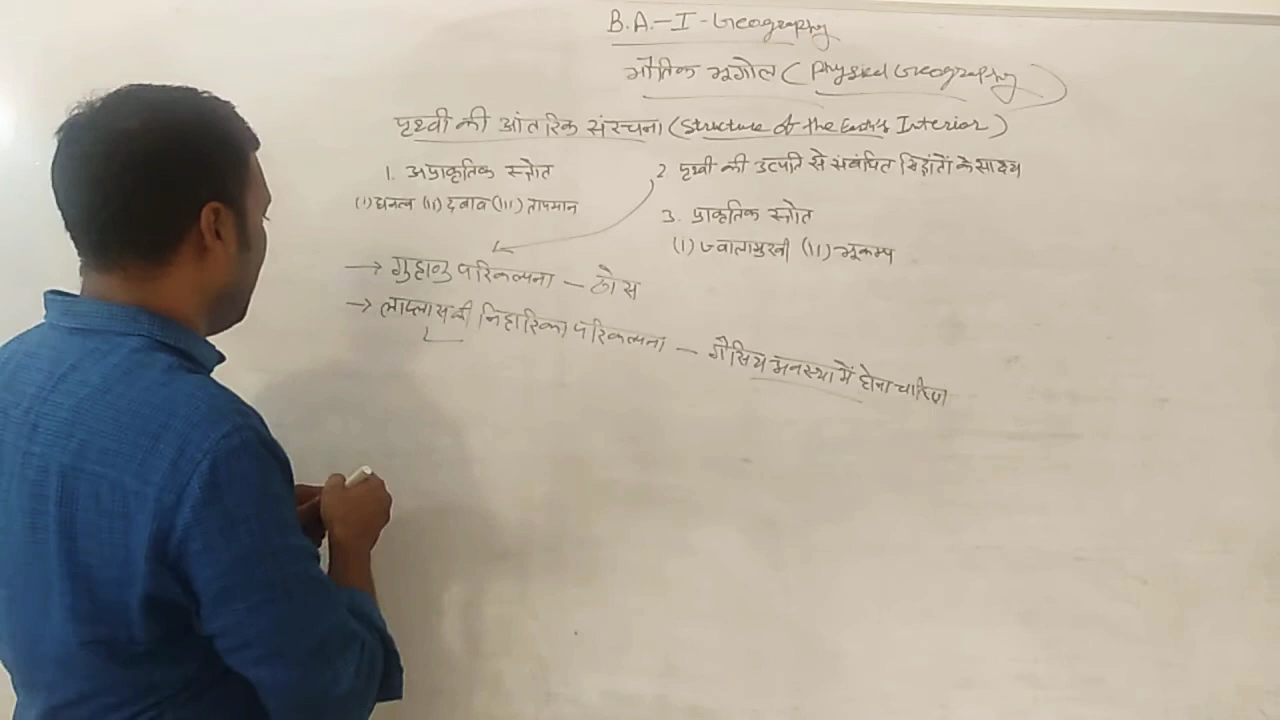 B.A.-I-Geography
भौतिक भूगोल (Physical Geography)
पृथ्वी की आंतरिक संरचना (Structure of the Earth's Interior)
1. अप्राकृतिक स्त्रोत
(I) घनत्व (II) दबाव (III) तापमान
2. पृथ्वी की उत्पति से संबंधित सिद्धांतों के साक्ष्य
3. प्राकृतिक स्त्रोत
(I) ज्वालामुखी (II) भूकम्प
→ ग्रहाणु परिकल्पना – ठोस
→ लाप्लास की निहारिका परिकल्पना – गैसिय अवस्था में होना चाहिए